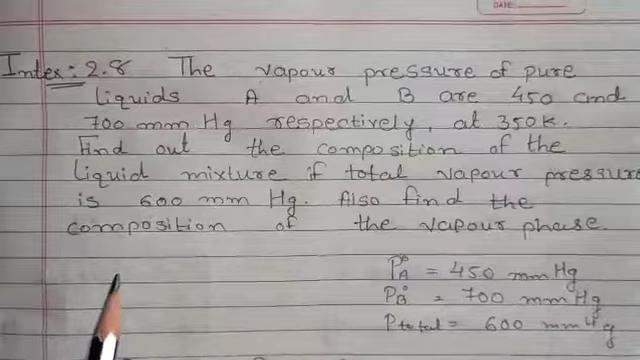 DATE:
Intex:- 2.8 The vapour pressure of pure
liquids A and B are 450 and
700 mm Hg respectively, at 350K.
Find out the composition of the
liquid mixture if total vapour pressure
is 600 mm Hg. Also find the
composition of the vapour phase.
P°A = 450 mm Hg
P°B = 700 mm Hg
Ptotal = 600 mm Hg